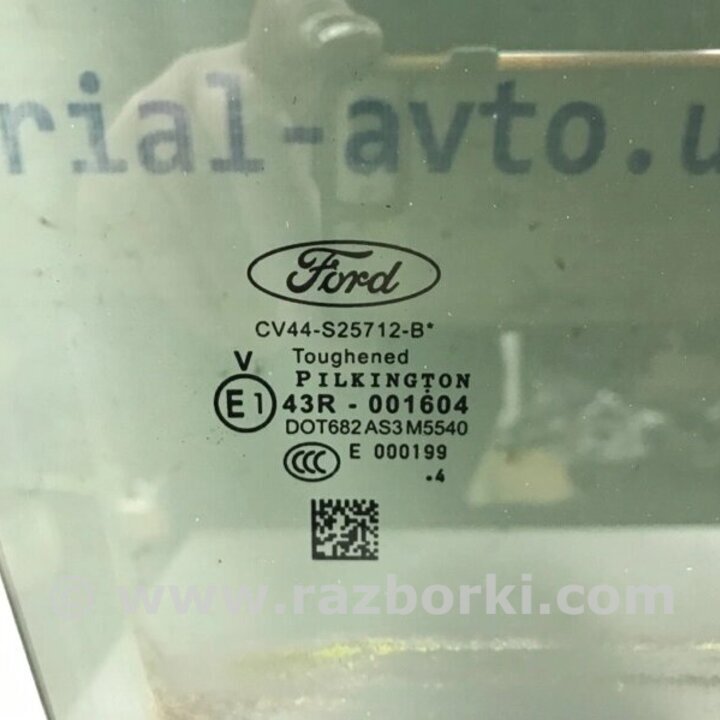 rial-avto.u
Ford
CV44-S25712-B*
V
Toughened
PILKINGTON
E1 43R - 001604
DOT682 AS3 M5540
CCC E 000199
.4
© www.razborki.com